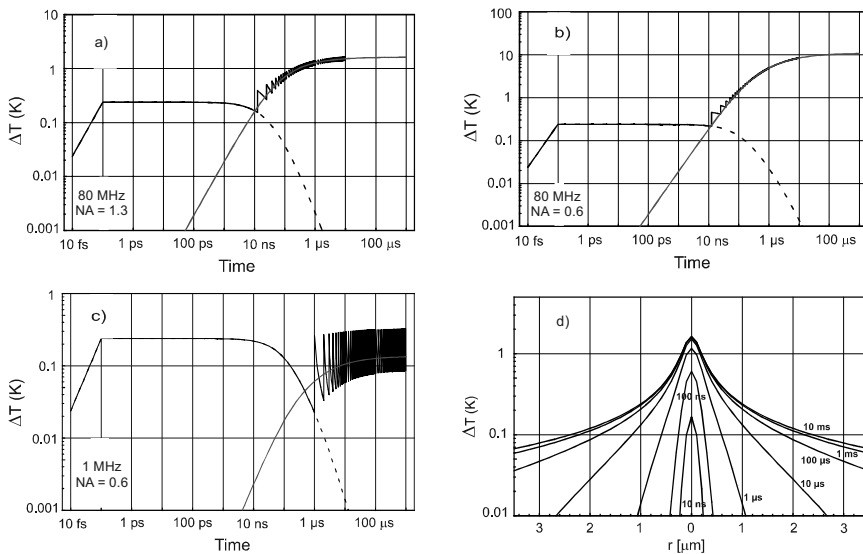 a)
ΔT (K)
10
1
0.1
0.01
0.001
80 MHz
NA = 1.3
10 fs 1 ps 100 ps 10 ns 1 μs 100 μs
Time
b)
ΔT (K)
100
10
1
0.1
0.01
0.001
80 MHz
NA = 0.6
10 fs 1 ps 100 ps 10 ns 1 μs 100 μs
Time
c)
ΔT (K)
1
0.1
0.01
0.001
1 MHz
NA = 0.6
10 fs 1 ps 100 ps 10 ns 1 μs 100 μs
Time
d)
ΔT (K)
1
0.1
0.01
100 ns
10 ms
1 ms
100 μs
10 μs
1 μs
10 ns
3 2 1 0 1 2 3
r [μm]